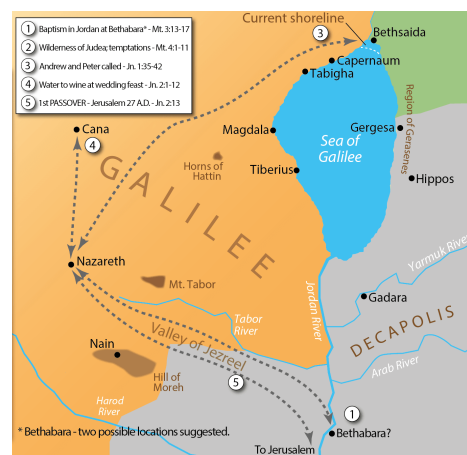 1 Baptism in Jordan at Bethabara* - Mt. 3:13-17
2 Wilderness of Judea; temptations - Mt. 4:1-11
3 Andrew and Peter called - Jn. 1:35-42
4 Water to wine at wedding feast - Jn. 2:1-12
5 1st PASSOVER - Jerusalem 27 A.D. - Jn. 2:13
Current shoreline
3
Bethsaida
Capernaum
Tabigha
Region of Gerasenes
Cana
4
Magdala
Gergesa
Sea of
Galilee
GALILEE
Horns of
Hattin
Tiberius
Hippos
Nazareth
Mt. Tabor
Yarmuk River
Jordan River
Gadara
Tabor
River
DECAPOLIS
Valley of Jezreel
Nain
Arab River
Hill of
Moreh
5
Harod
River
1
* Bethabara - two possible locations suggested.
Bethabara?
To Jerusalem